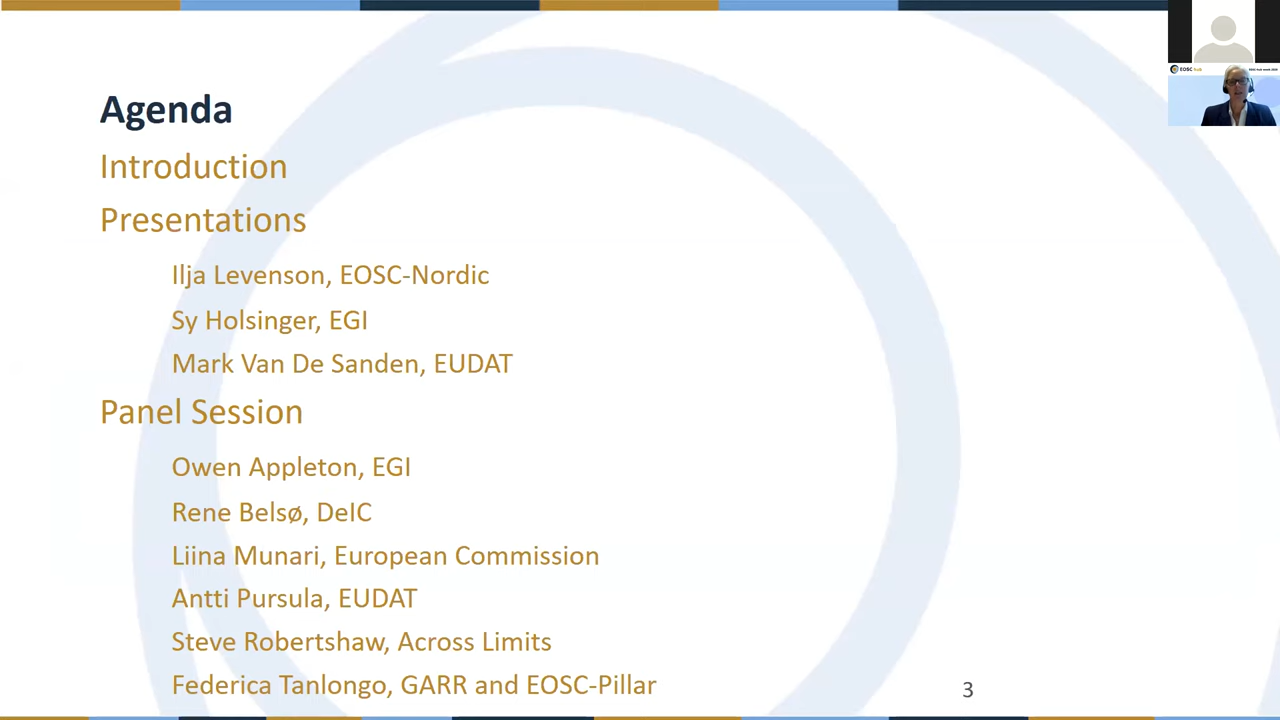 Agenda
Introduction
Presentations
Ilja Levenson, EOSC-Nordic
Sy Holsinger, EGI
Mark Van De Sanden, EUDAT
Panel Session
Owen Appleton, EGI
Rene Belsø, DeIC
Liina Munari, European Commission
Antti Pursula, EUDAT
Steve Robertshaw, Across Limits
Federica Tanlongo, GARR and EOSC-Pillar
3
EOSC-hub